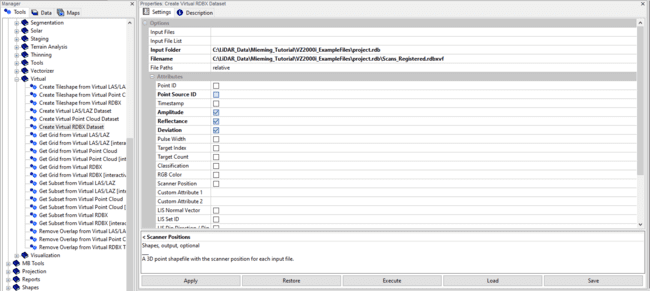 Manager
Tools
Data
Maps
Segmentation
Solar
Staging
Terrain Analysis
Thinning
Tools
Vectorizer
Virtual
Create Tileshape from Virtual LAS/LA
Create Tileshape from Virtual Point C
Create Tileshape from Virtual RDBX
Create Virtual LAS/LAZ Dataset
Create Virtual Point Cloud Dataset
Create Virtual RDBX Dataset
Get Grid from Virtual LAS/LAZ
Get Grid from Virtual LAS/LAZ [interac
Get Grid from Virtual Point Cloud
Get Grid from Virtual Point Cloud [inte
Get Grid from Virtual RDBX
Get Grid from Virtual RDBX [interactiv
Get Subset from Virtual LAS/LAZ
Get Subset from Virtual LAS/LAZ [inte
Get Subset from Virtual Point Cloud
Get Subset from Virtual Point Cloud [i
Get Subset from Virtual RDBX
Get Subset from Virtual RDBX [interac
Remove Overlap from Virtual LAS/LAZ
Remove Overlap from Virtual Point C
Remove Overlap from Virtual RDBX T
Visualization
MB Tools
Projection
Reports
Shapes
Properties: Create Virtual RDBX Dataset
Settings
Description
Options
Input Files
Input File List
Input Folder
C:\LiDAR_Data\Mieming_Tutorial\VZ2000i_ExampleFiles\project.rdb
Filename
C:\LiDAR_Data\Mieming_Tutorial\VZ2000i_ExampleFiles\project.rdb\Scans_Registered.rdbxvf
File Paths
relative
Attributes
Point ID
Point Source ID
Timestamp
Amplitude
Reflectance
Deviation
Pulse Width
Target Index
Target Count
Classification
RGB Color
Scanner Position
Custom Attribute 1
Custom Attribute 2
LIS Normal Vector
LIS Set ID
< Scanner Positions
Shapes, output, optional
A 3D point shapefile with the scanner position for each input file.
Apply
Restore
Execute
Load
Save